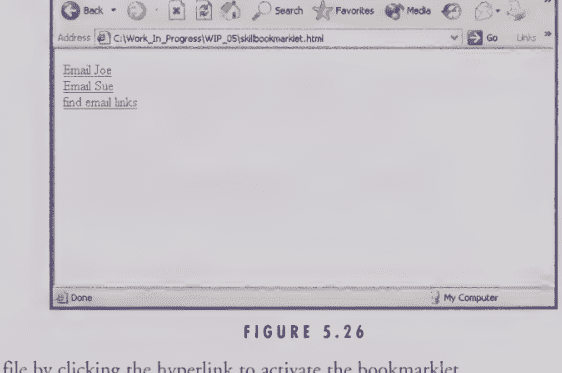 Back Search Favorites Media
Address C:\Work_In_Progress\WIP_05\skilbookmarklet.html Go Links »
Email Joe
Email Sue
find email links
Done My Computer
FIGURE 5.26
file by clicking the hyperlink to activate the bookmarklet